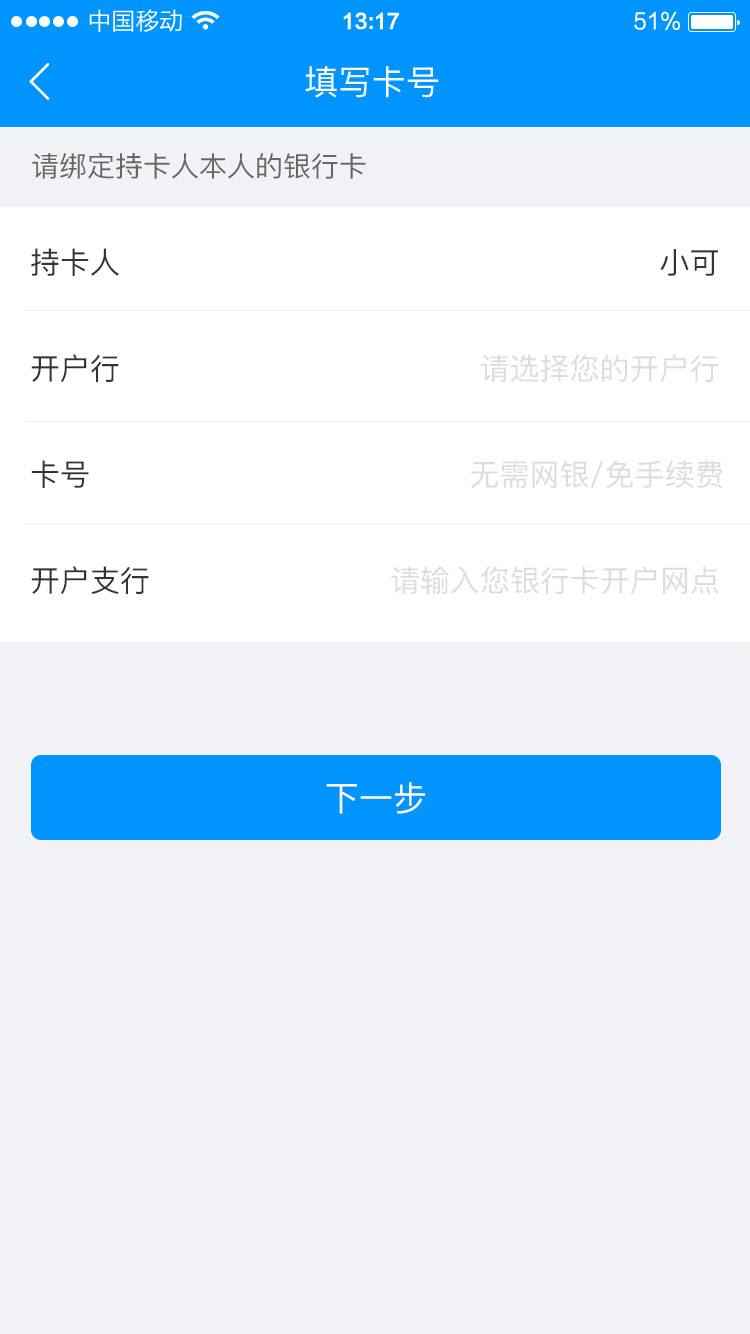 中国移动 13:17 51%
填写卡号
请绑定持卡人本人的银行卡
持卡人 小可
开户行 请选择您的开户行
卡号 无需网银/免手续费
开户支行 请输入您银行卡开户网点
下一步